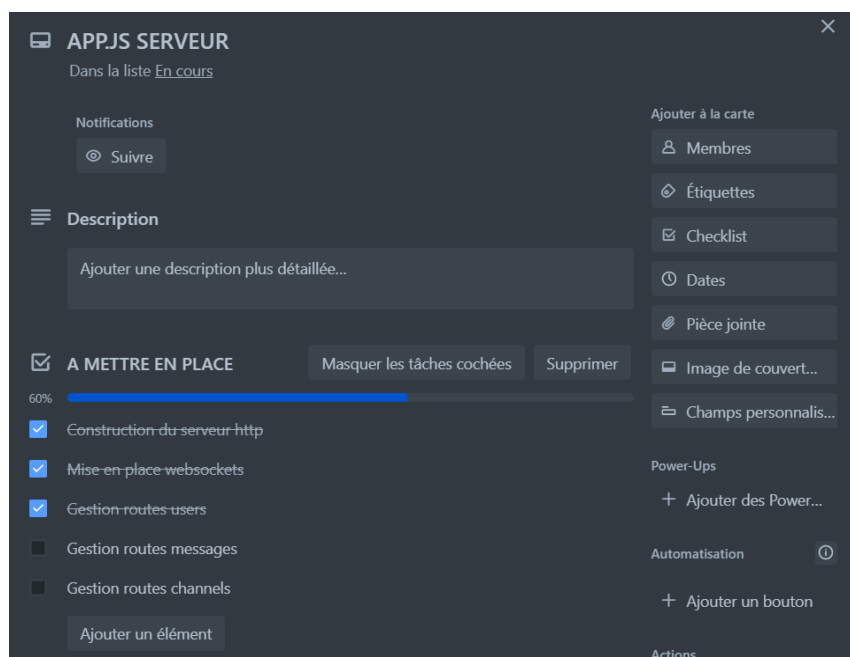 APP.JS SERVEUR
Dans la liste En cours
Notifications
Suivre
Description
Ajouter une description plus détaillée...
A METTRE EN PLACE
Masquer les tâches cochées
Supprimer
60%
Construction du serveur http
Mise en place websockets
Gestion routes users
Gestion routes messages
Gestion routes channels
Ajouter un élément
Ajouter à la carte
Membres
Étiquettes
Checklist
Dates
Pièce jointe
Image de couvert...
Champs personnalis...
Power-Ups
Ajouter des Power...
Automatisation
Ajouter un bouton
Actions